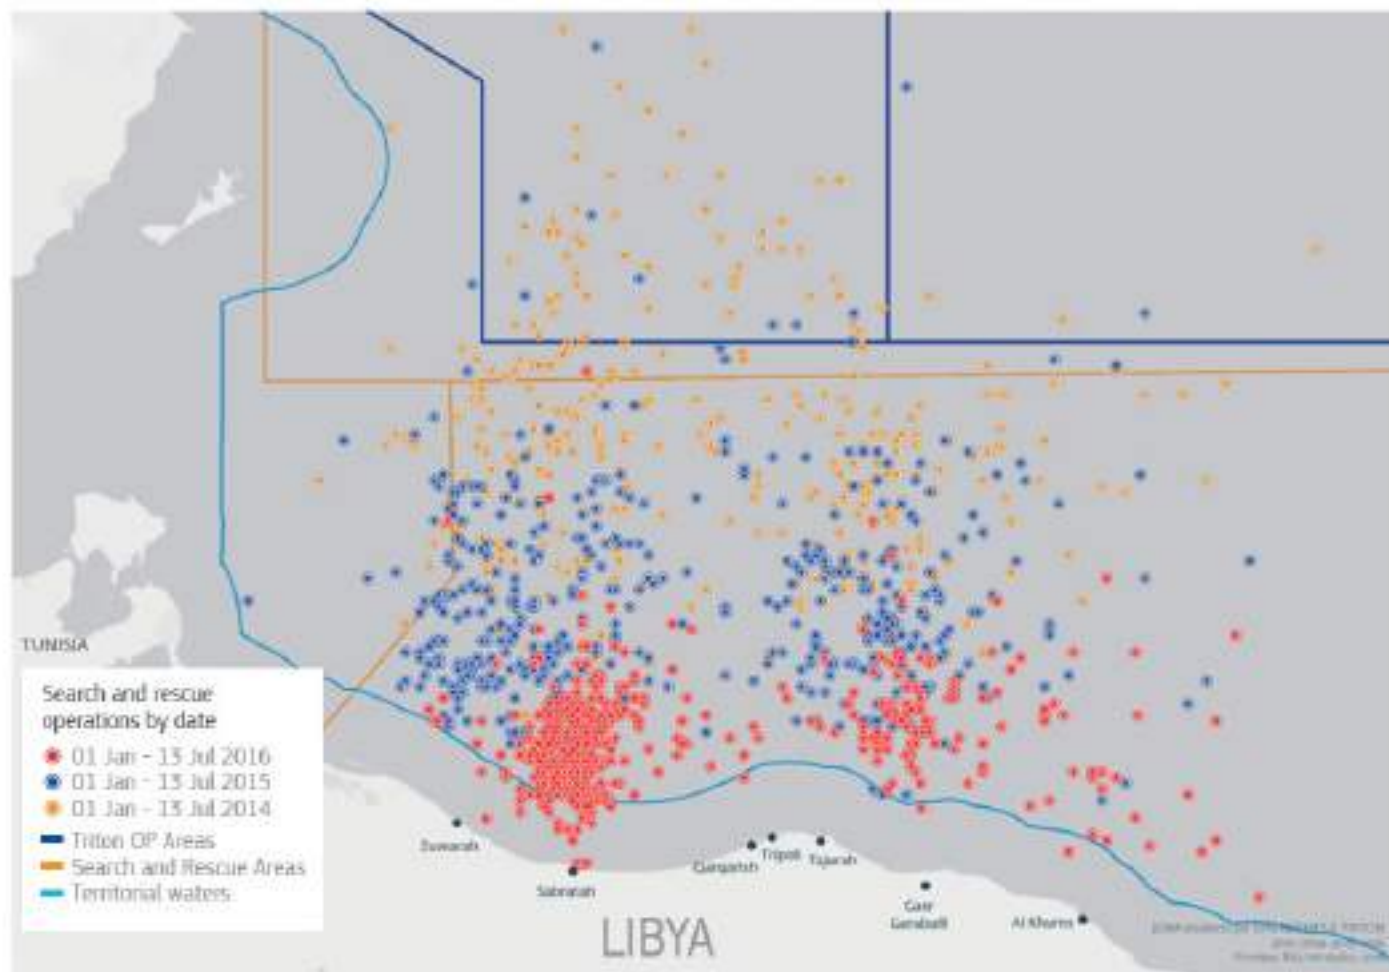 TUNISIA
Search and rescue
operations by date
01 Jan - 13 Jul 2016
01 Jan - 13 Jul 2015
01 Jan - 13 Jul 2014
Triton OP Areas
Search and Rescue Areas
Territorial waters
Zuwarah
Sabratah
Tripoli
Tajurah
Gasr
Garabulli
Al Khums
LIBYA